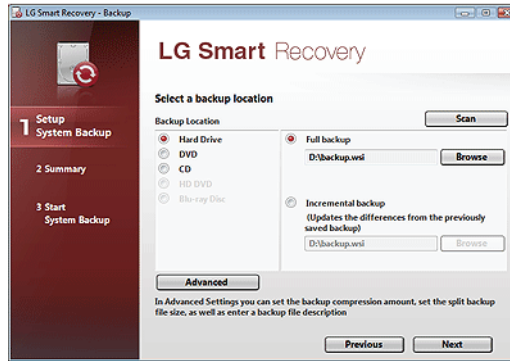 LG Smart Recovery - Backup
LG Smart Recovery
1 Setup
System Backup
2 Summary
3 Start
System Backup
Select a backup location
Backup Location
Scan
Hard Drive
DVD
CD
HD DVD
Blu-ray Disc
Full backup
D:\backup.wsi
Browse
Incremental backup
(Updates the differences from the previously
saved backup)
D:\backup.wsi
Browse
Advanced
In Advanced Settings you can set the backup compression amount, set the split backup
file size, as well as enter a backup file description
Previous
Next